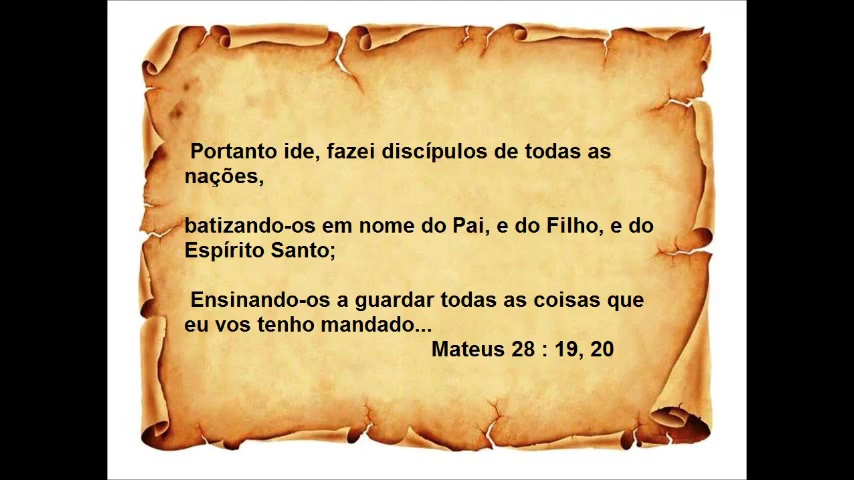 Portanto ide, fazei discípulos de todas as
nações,
batizando-os em nome do Pai, e do Filho, e do
Espírito Santo;
Ensinando-os a guardar todas as coisas que
eu vos tenho mandado...
Mateus 28 : 19, 20